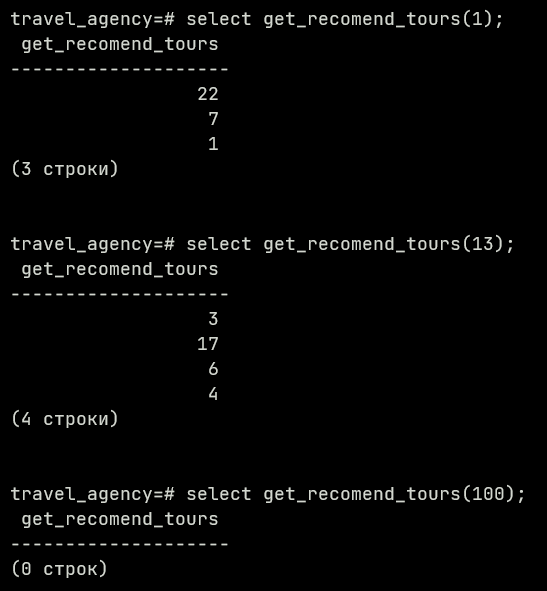 travel_agency=# select get_recomend_tours(1);
get_recomend_tours
--------------------
22
7
1
(3 строки)
travel_agency=# select get_recomend_tours(13);
get_recomend_tours
--------------------
3
17
6
4
(4 строки)
travel_agency=# select get_recomend_tours(100);
get_recomend_tours
--------------------
(0 строк)